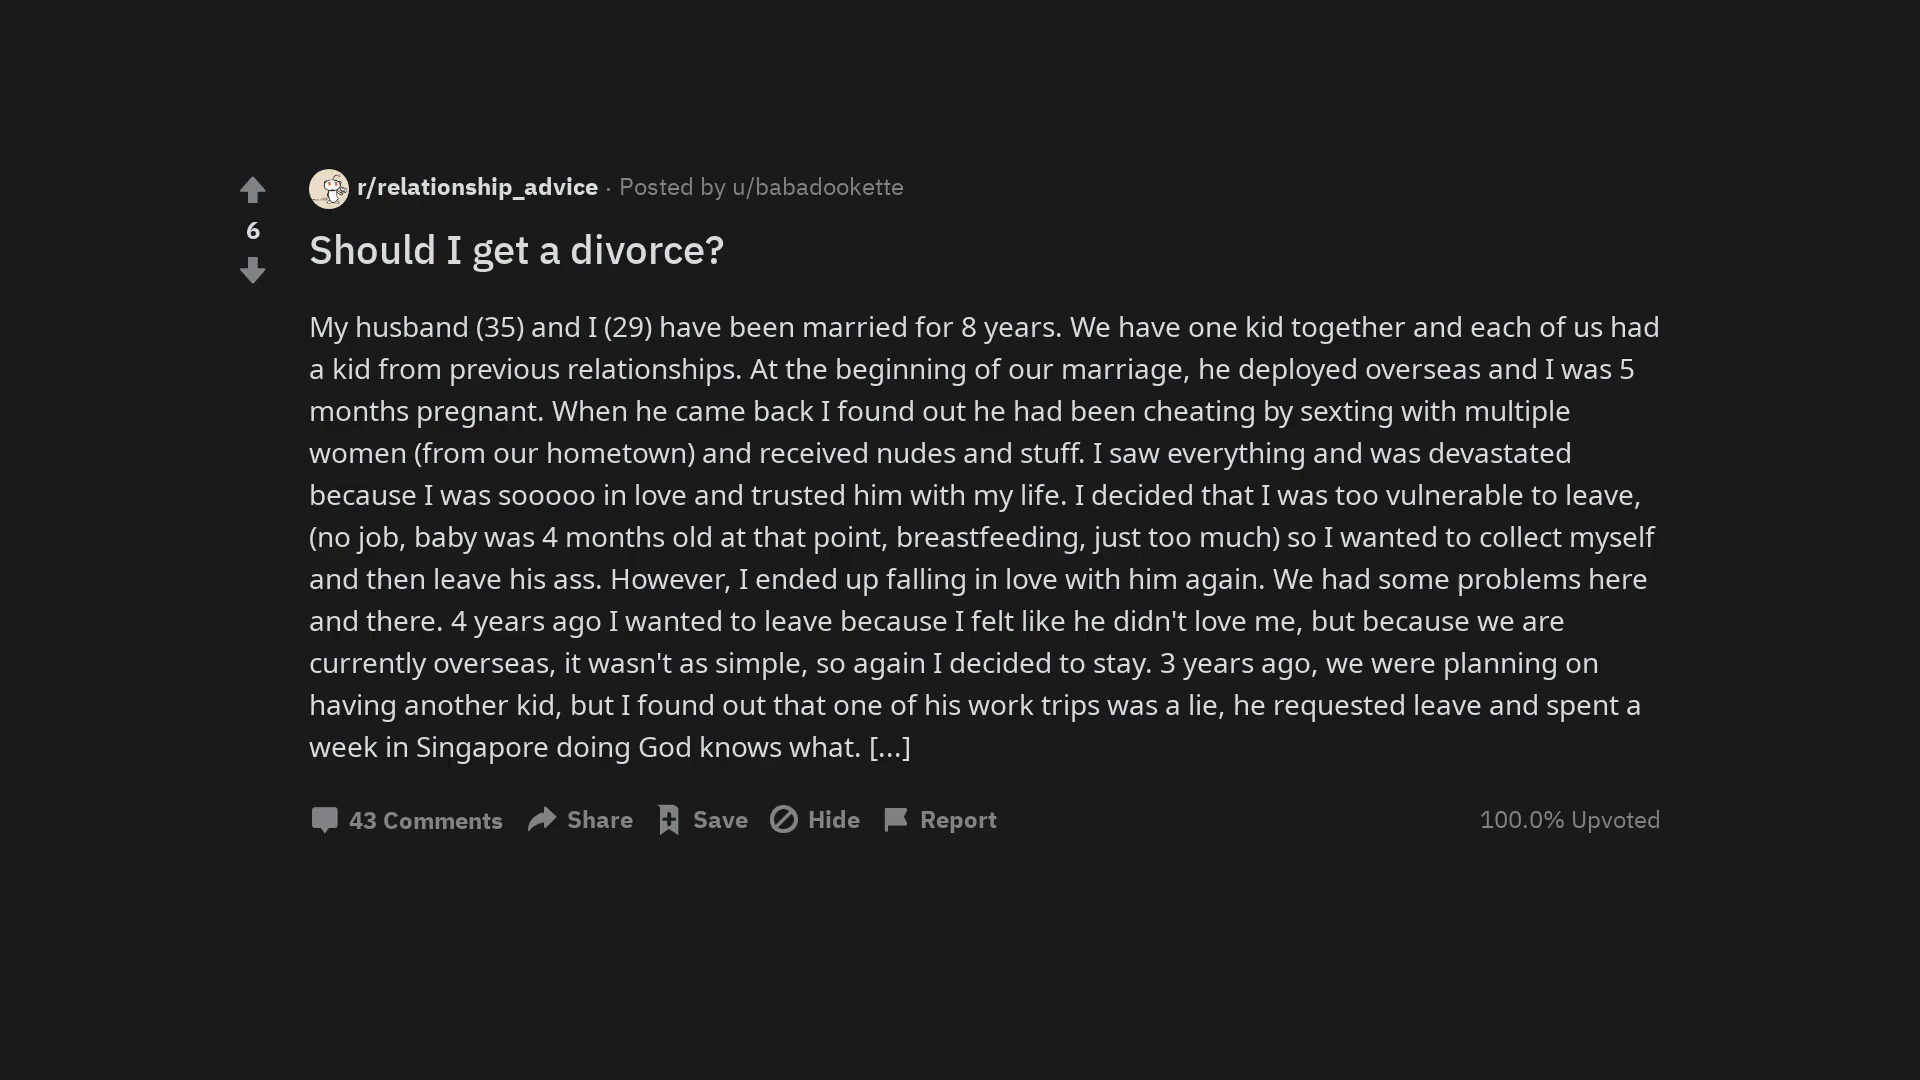 r/relationship_advice · Posted by u/babadookette
6
Should I get a divorce?
My husband (35) and I (29) have been married for 8 years. We have one kid together and each of us had
a kid from previous relationships. At the beginning of our marriage, he deployed overseas and I was 5
months pregnant. When he came back I found out he had been cheating by sexting with multiple
women (from our hometown) and received nudes and stuff. I saw everything and was devastated
because I was sooooo in love and trusted him with my life. I decided that I was too vulnerable to leave,
(no job, baby was 4 months old at that point, breastfeeding, just too much) so I wanted to collect myself
and then leave his ass. However, I ended up falling in love with him again. We had some problems here
and there. 4 years ago I wanted to leave because I felt like he didn't love me, but because we are
currently overseas, it wasn't as simple, so again I decided to stay. 3 years ago, we were planning on
having another kid, but I found out that one of his work trips was a lie, he requested leave and spent a
week in Singapore doing God knows what. [...]
43 Comments Share Save Hide Report 100.0% Upvoted